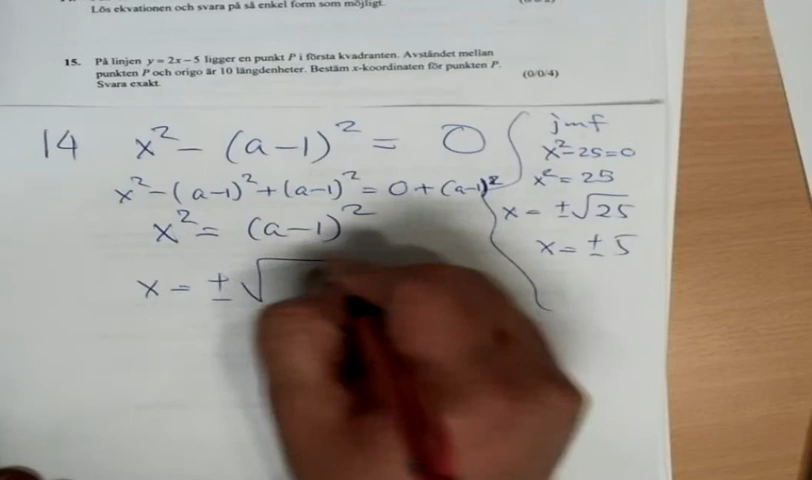 Lös ekvationen och svara på så enkel form som möjligt.
15. På linjen y = 2x – 5 ligger en punkt P i första kvadranten. Avståndet mellan
punkten P och origo är 10 längdenheter. Bestäm x-koordinaten för punkten P.
Svara exakt.
(0/0/4)
14 x² – (a–1)² = 0
x² – (a–1)² + (a–1)² = 0 + (a–1)²
x² = (a–1)²
x = ±√
jmf
x² – 25 = 0
x² = 25
x = ±√25
x = ±5